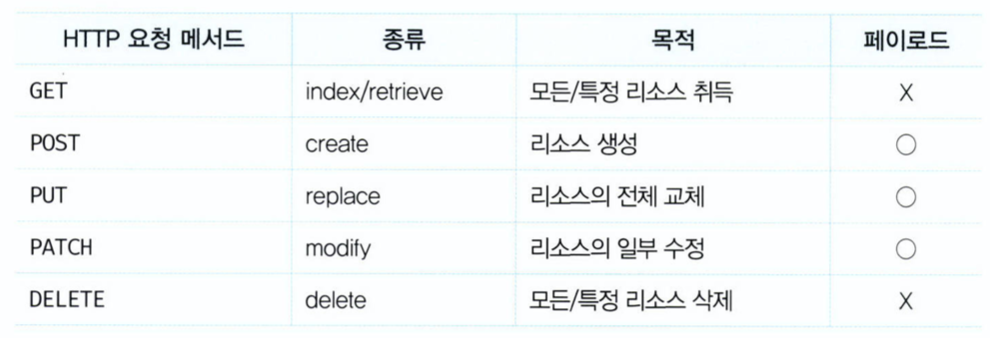 HTTP 요청 메서드 종류 목적 페이로드
GET index/retrieve 모든/특정 리소스 취득 X
POST create 리소스 생성 ○
PUT replace 리소스의 전체 교체 ○
PATCH modify 리소스의 일부 수정 ○
DELETE delete 모든/특정 리소스 삭제 X